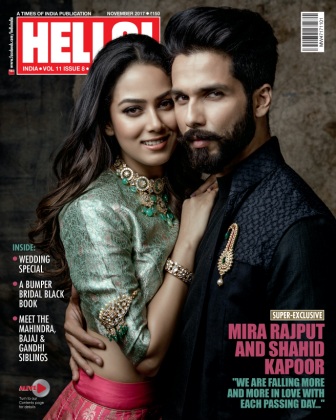 A TIMES OF INDIA PUBLICATION
NOVEMBER 2017
HELLO!
INDIA • VOL 11 ISSUE 8
INSIDE:
• WEDDING
SPECIAL
• A BUMPER
BRIDAL BLACK
BOOK
• MEET THE
MAHINDRA,
BAJAJ &
GANDHI
SIBLINGS
SUPER-EXCLUSIVE
MIRA RAJPUT
AND SHAHID
KAPOOR
"WE ARE FALLING MORE
AND MORE IN LOVE WITH
EACH PASSING DAY..."